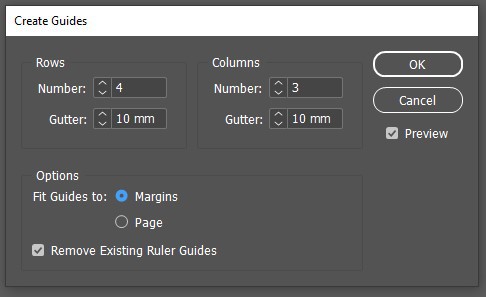 Create Guides
Rows
Number: 4
Gutter: 10 mm
Columns
Number: 3
Gutter: 10 mm
OK
Cancel
Preview
Options
Fit Guides to: Margins
Page
Remove Existing Ruler Guides